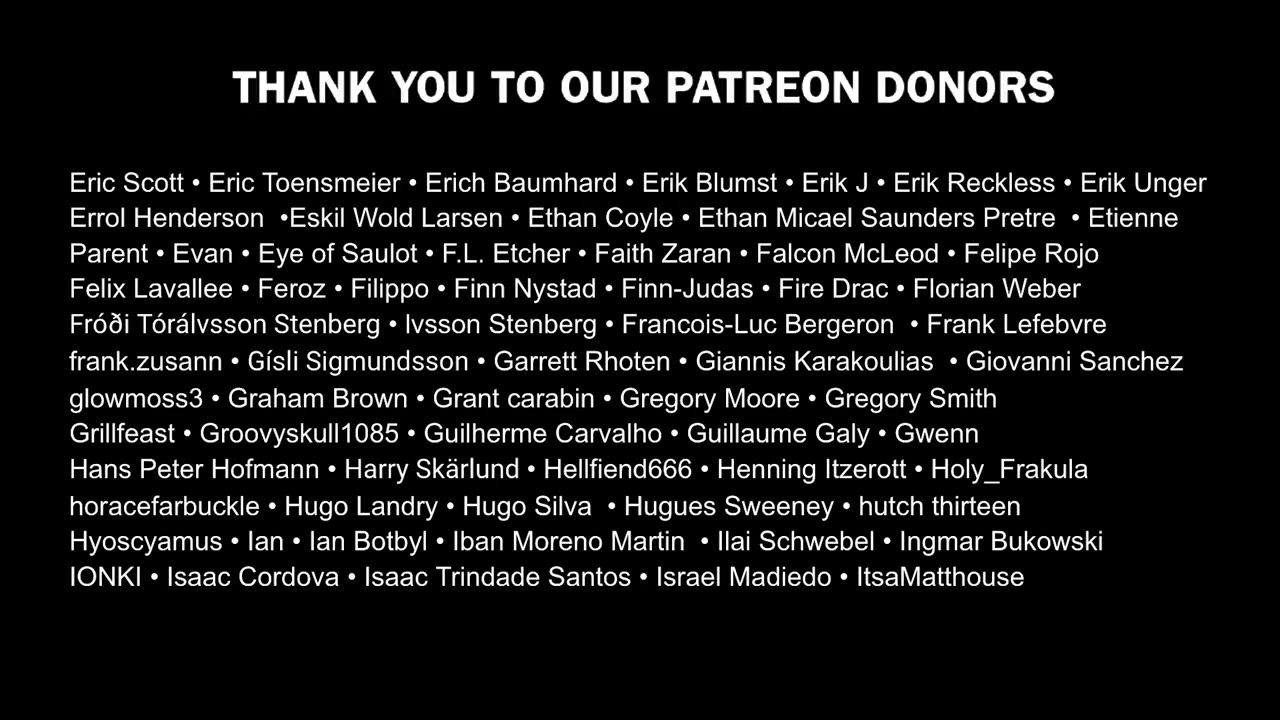 THANK YOU TO OUR PATREON DONORS
Eric Scott • Eric Toensmeier • Erich Baumhard • Erik Blumst • Erik J • Erik Reckless • Erik Unger
Errol Henderson •Eskil Wold Larsen • Ethan Coyle • Ethan Micael Saunders Pretre • Etienne
Parent • Evan • Eye of Saulot • F.L. Etcher • Faith Zaran • Falcon McLeod • Felipe Rojo
Felix Lavallee • Feroz • Filippo • Finn Nystad • Finn-Judas • Fire Drac • Florian Weber
Fróði Tórálvsson Stenberg • lvsson Stenberg • Francois-Luc Bergeron • Frank Lefebvre
frank.zusann • Gísli Sigmundsson • Garrett Rhoten • Giannis Karakoulias • Giovanni Sanchez
glowmoss3 • Graham Brown • Grant carabin • Gregory Moore • Gregory Smith
Grillfeast • Groovyskull1085 • Guilherme Carvalho • Guillaume Galy • Gwenn
Hans Peter Hofmann • Harry Skärlund • Hellfiend666 • Henning Itzerott • Holy_Frakula
horacefarbuckle • Hugo Landry • Hugo Silva • Hugues Sweeney • hutch thirteen
Hyoscyamus • Ian • Ian Botbyl • Iban Moreno Martin • Ilai Schwebel • Ingmar Bukowski
IONKI • Isaac Cordova • Isaac Trindade Santos • Israel Madiedo • ItsaMatthouse